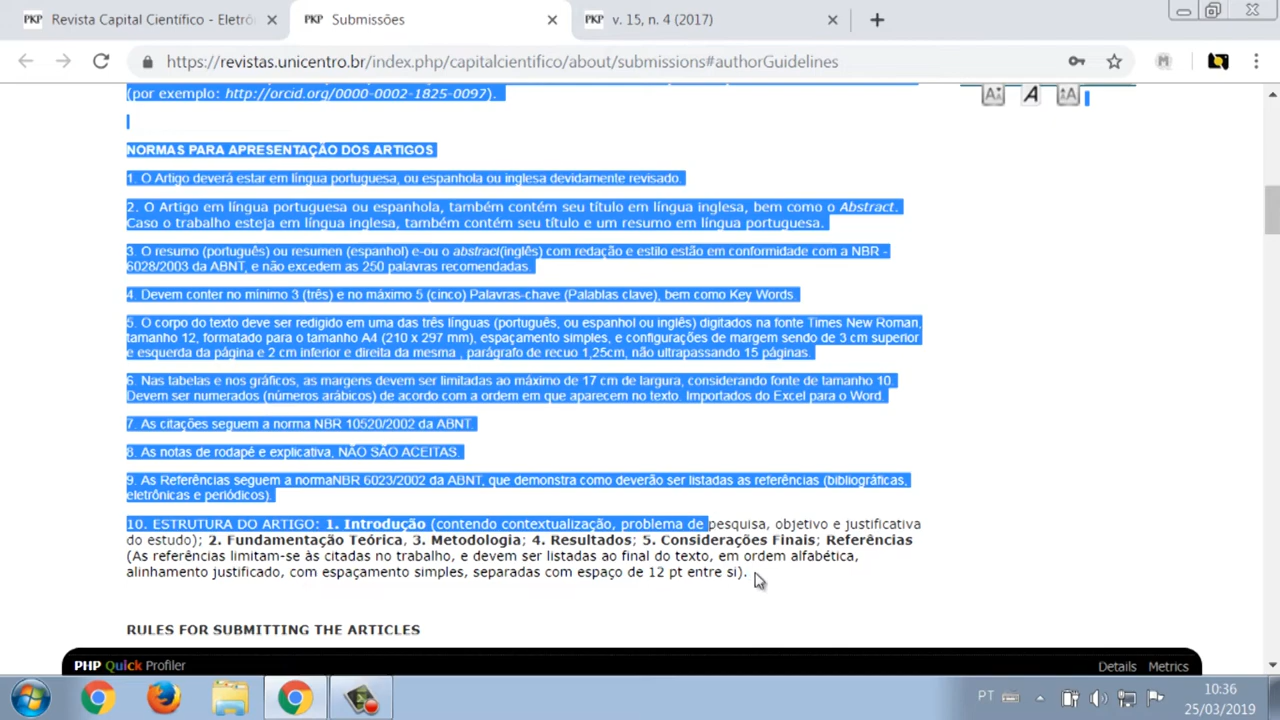 PKP Revista Capital Científico - Eletrô
PKP Submissões
PKP v. 15, n. 4 (2017)
https://revistas.unicentro.br/index.php/capitalcientifico/about/submissions#authorGuidelines
(por exemplo: http://orcid.org/0000-0002-1825-0097).
NORMAS PARA APRESENTAÇÃO DOS ARTIGOS
1. O Artigo deverá estar em língua portuguesa, ou espanhola ou inglesa devidamente revisado.
2. O Artigo em língua portuguesa ou espanhola, também contém seu título em língua inglesa, bem como o Abstract.
Caso o trabalho esteja em língua inglesa, também contém seu título e um resumo em língua portuguesa.
3. O resumo (português) ou resumen (espanhol) e-ou o abstract(inglês) com redação e estilo estão em conformidade com a NBR -
6028/2003 da ABNT, e não excedem as 250 palavras recomendadas.
4. Devem conter no mínimo 3 (três) e no máximo 5 (cinco) Palavras-chave (Palablas clave), bem como Key Words.
5. O corpo do texto deve ser redigido em uma das três línguas (português, ou espanhol ou inglês) digitados na fonte Times New Roman,
tamanho 12, formatado para o tamanho A4 (210 x 297 mm), espaçamento simples, e configurações de margem sendo de 3 cm superior
e esquerda da página e 2 cm inferior e direita da mesma , parágrafo de recuo 1,25cm, não ultrapassando 15 páginas.
6. Nas tabelas e nos gráficos, as margens devem ser limitadas ao máximo de 17 cm de largura, considerando fonte de tamanho 10.
Devem ser numerados (números arábicos) de acordo com a ordem em que aparecem no texto. Importados do Excel para o Word.
7. As citações seguem a norma NBR 10520/2002 da ABNT.
8. As notas de rodapé e explicativa, NÃO SÃO ACEITAS.
9. As Referências seguem a normaNBR 6023/2002 da ABNT, que demonstra como deverão ser listadas as referências (bibliográficas,
eletrônicas e periódicos).
10. ESTRUTURA DO ARTIGO: 1. Introdução (contendo contextualização, problema de pesquisa, objetivo e justificativa
do estudo); 2. Fundamentação Teórica, 3. Metodologia; 4. Resultados; 5. Considerações Finais; Referências
(As referências limitam-se às citadas no trabalho, e devem ser listadas ao final do texto, em ordem alfabética,
alinhamento justificado, com espaçamento simples, separadas com espaço de 12 pt entre si).
RULES FOR SUBMITTING THE ARTICLES
PHP Quick Profiler Details Metrics
PT 10:36
25/03/2019